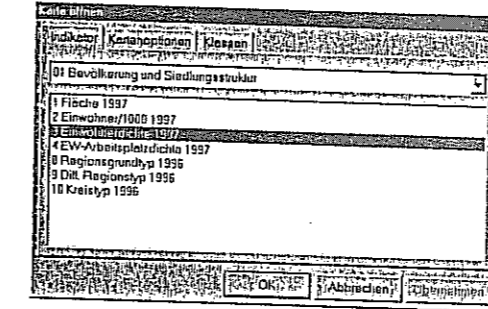 Karte öffnen
Indikator Kartenoptionen Klassen
01 Bevölkerung und Siedlungsstruktur
1 Fläche 1997
2 Einwohner/1000 1997
3 Einwohnerdichte 1997
4 EW-Arbeitsplatzdichte 1997
8 Regionsgrundtyp 1996
9 Diff. Regionstyp 1996
10 Kreistyp 1996
OK Abbrechen Übernehmen